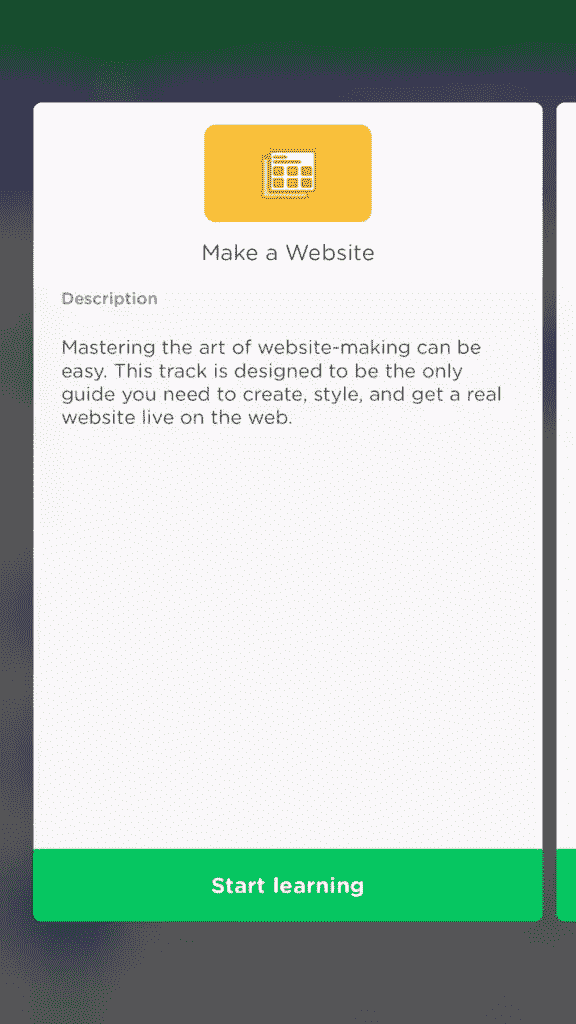 Make a Website
Description
Mastering the art of website-making can be
easy. This track is designed to be the only
guide you need to create, style, and get a real
website live on the web.
Start learning